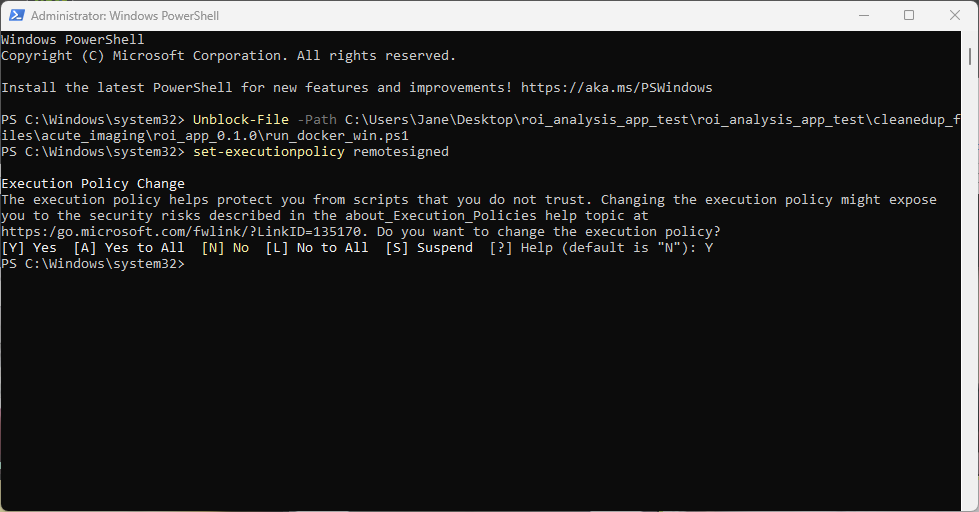 Administrator: Windows PowerShell
Windows PowerShell
Copyright (C) Microsoft Corporation. All rights reserved.
Install the latest PowerShell for new features and improvements! https://aka.ms/PSWindows
PS C:\Windows\system32> Unblock-File -Path C:\Users\Jane\Desktop\roi_analysis_app_test\roi_analysis_app_test\cleanedup_f
iles\acute_imaging\roi_app_0.1.0\run_docker_win.ps1
PS C:\Windows\system32> set-executionpolicy remotesigned
Execution Policy Change
The execution policy helps protect you from scripts that you do not trust. Changing the execution policy might expose
you to the security risks described in the about_Execution_Policies help topic at
https:/go.microsoft.com/fwlink/?LinkID=135170. Do you want to change the execution policy?
[Y] Yes  [A] Yes to All  [N] No  [L] No to All  [S] Suspend  [?] Help (default is "N"): Y
PS C:\Windows\system32>